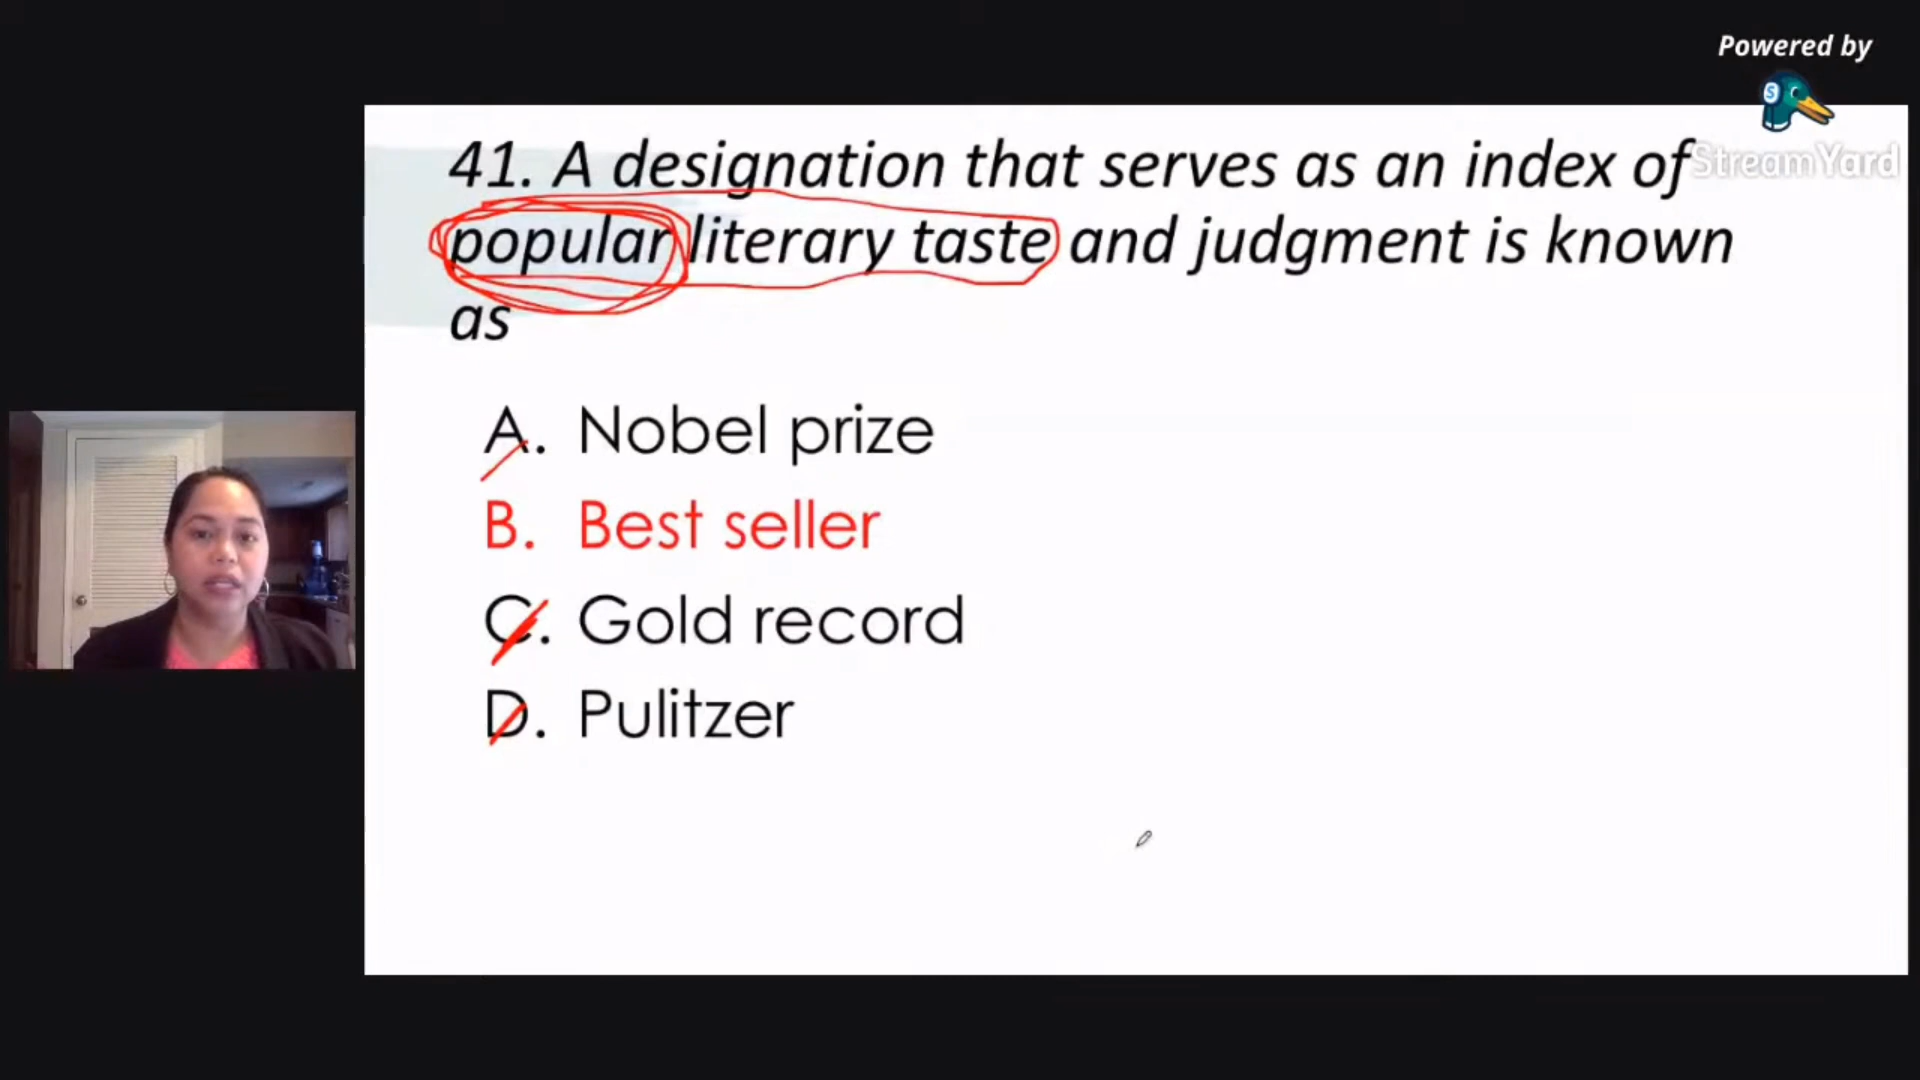 Powered by
StreamYard
41. A designation that serves as an index of
popular literary taste and judgment is known
as
A. Nobel prize
B. Best seller
C. Gold record
D. Pulitzer